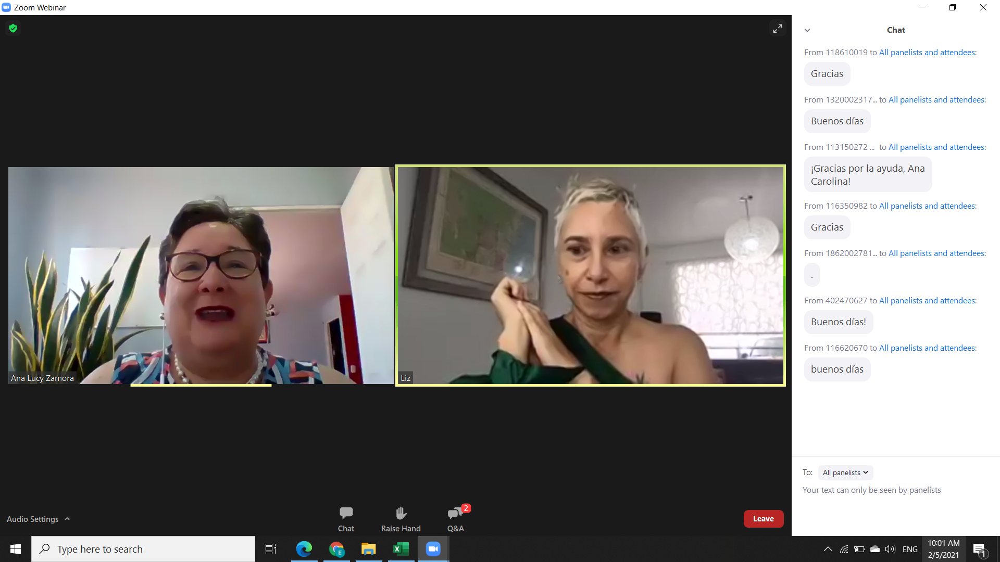 Zoom Webinar
Chat
From 118610019 to All panelists and attendees:
Gracias
From 1320002317... to All panelists and attendees:
Buenos días
From 113150272 ... to All panelists and attendees:
¡Gracias por la ayuda, Ana
Carolina!
From 116350982 to All panelists and attendees:
Gracias
From 1862002781... to All panelists and attendees:
.
From 402470627 to All panelists and attendees:
Buenos días!
From 116620670 to All panelists and attendees:
buenos días
Ana Lucy Zamora
Liz
To: All panelists
Your text can only be seen by panelists
Audio Settings
Chat
Raise Hand
2
Q&A
Leave
Type here to search
E
X
ENG
10:01 AM
2/5/2021
1